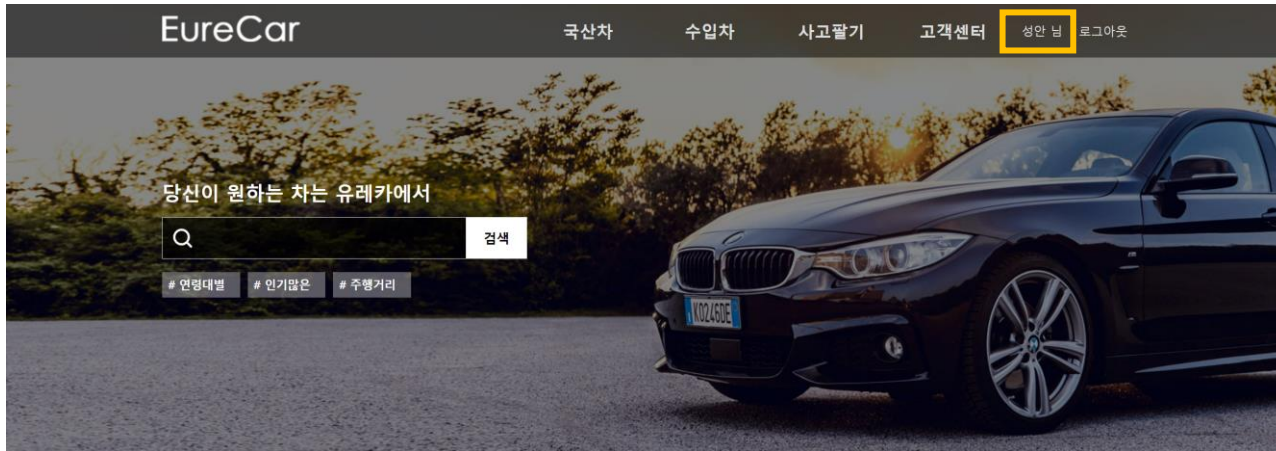 EureCar 국산차 수입차 사고팔기 고객센터 성안 님 로그아웃
당신이 원하는 차는 유레카에서
검색
# 연령대별 # 인기많은 # 주행거리
KO246DE